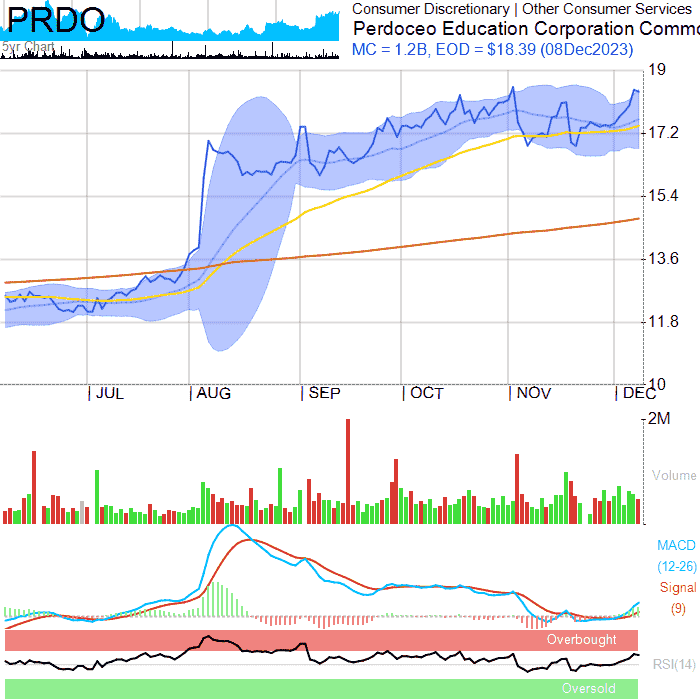 PRDO
5yr Chart
Consumer Discretionary | Other Consumer Services
Perdoceo Education Corporation Comm
MC = 1.2B, EOD = $18.39 (08Dec2023)
19
17.2
15.4
13.6
11.8
10
JUL AUG SEP OCT NOV DEC
2M
Volume
MACD
(12-26)
Signal
(9)
Overbought
RSI(14)
Oversold